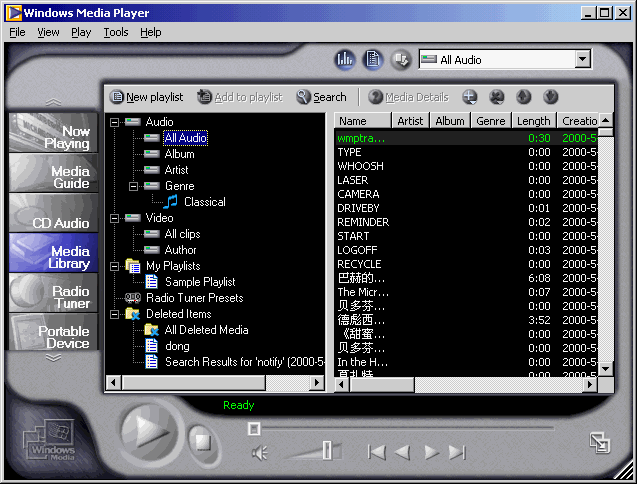 Windows Media Player
File View Play Tools Help
All Audio
New playlist Add to playlist Search Media Details
Now Playing
Media Guide
CD Audio
Media Library
Radio Tuner
Portable Device
Audio
All Audio
Album
Artist
Genre
Classical
Video
All clips
Author
My Playlists
Sample Playlist
Radio Tuner Presets
Deleted Items
All Deleted Media
dong
Search Results for 'notify' (2000-5-
Name Artist Album Genre Length Creatio
wmptra... 0:30 2000-5-
TYPE 0:00 2000-5-
WHOOSH 0:00 2000-5-
LASER 0:00 2000-5-
CAMERA 0:00 2000-5-
DRIVEBY 0:01 2000-5-
REMINDER 0:02 2000-5-
START 0:00 2000-5-
LOGOFF 0:03 2000-5-
RECYCLE 0:00 2000-5-
巴赫的... 6:08 2000-5-
The Micr... 0:07 2000-5-
贝多芬... 0:00 2000-5-
德彪西... 3:52 2000-5-
《甜蜜... 0:00 2000-5-
贝多芬... 0:00 2000-5-
In the H... 0:00 2000-5-
0:00 2000-5-
Ready
Windows Media